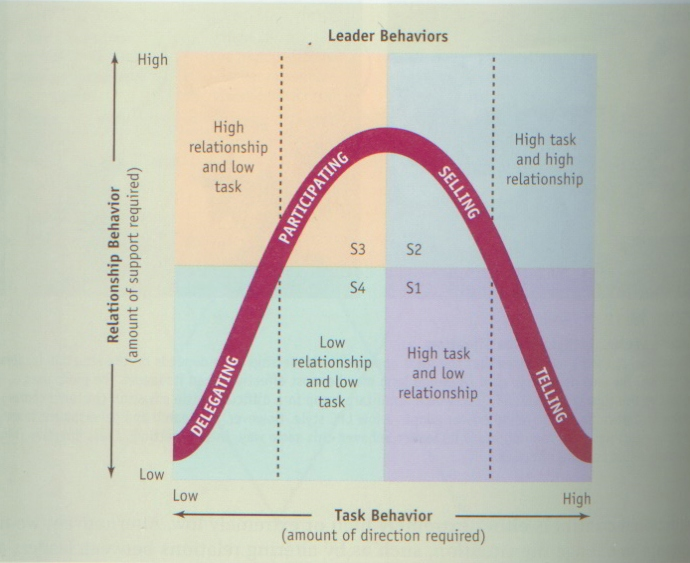 Leader Behaviors
High
High
relationship
and low
task
High task
and high
relationship
PARTICIPATING
SELLING
Relationship Behavior
(amount of support required)
S3
S2
S4
S1
Low
relationship
and low
task
High task
and low
relationship
DELEGATING
TELLING
Low
Low
High
Task Behavior
(amount of direction required)